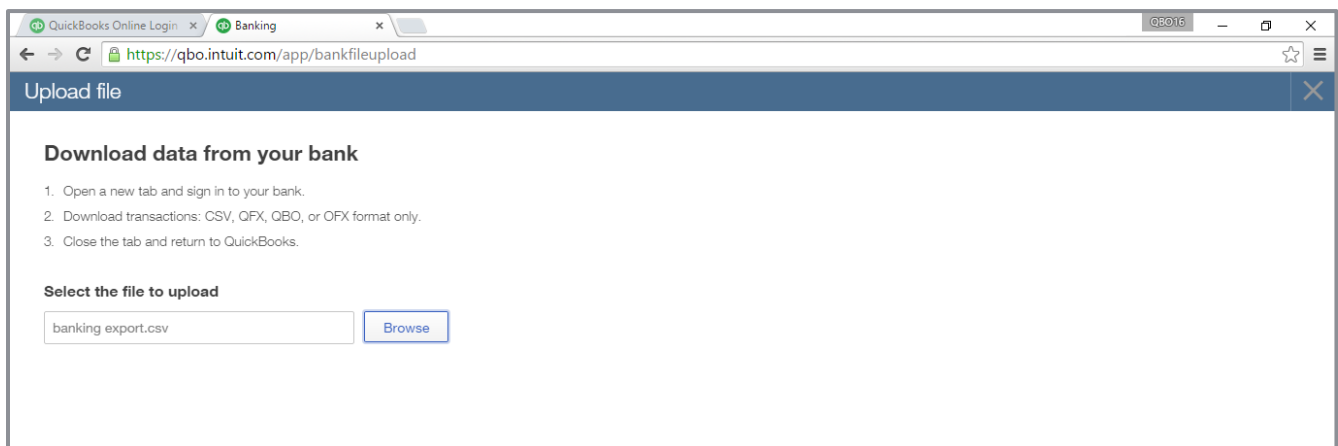 QuickBooks Online Login
Banking
QBO16
https://qbo.intuit.com/app/bankfileupload
Upload file
Download data from your bank
1. Open a new tab and sign in to your bank.
2. Download transactions: CSV, QFX, QBO, or OFX format only.
3. Close the tab and return to QuickBooks.
Select the file to upload
banking export.csv
Browse